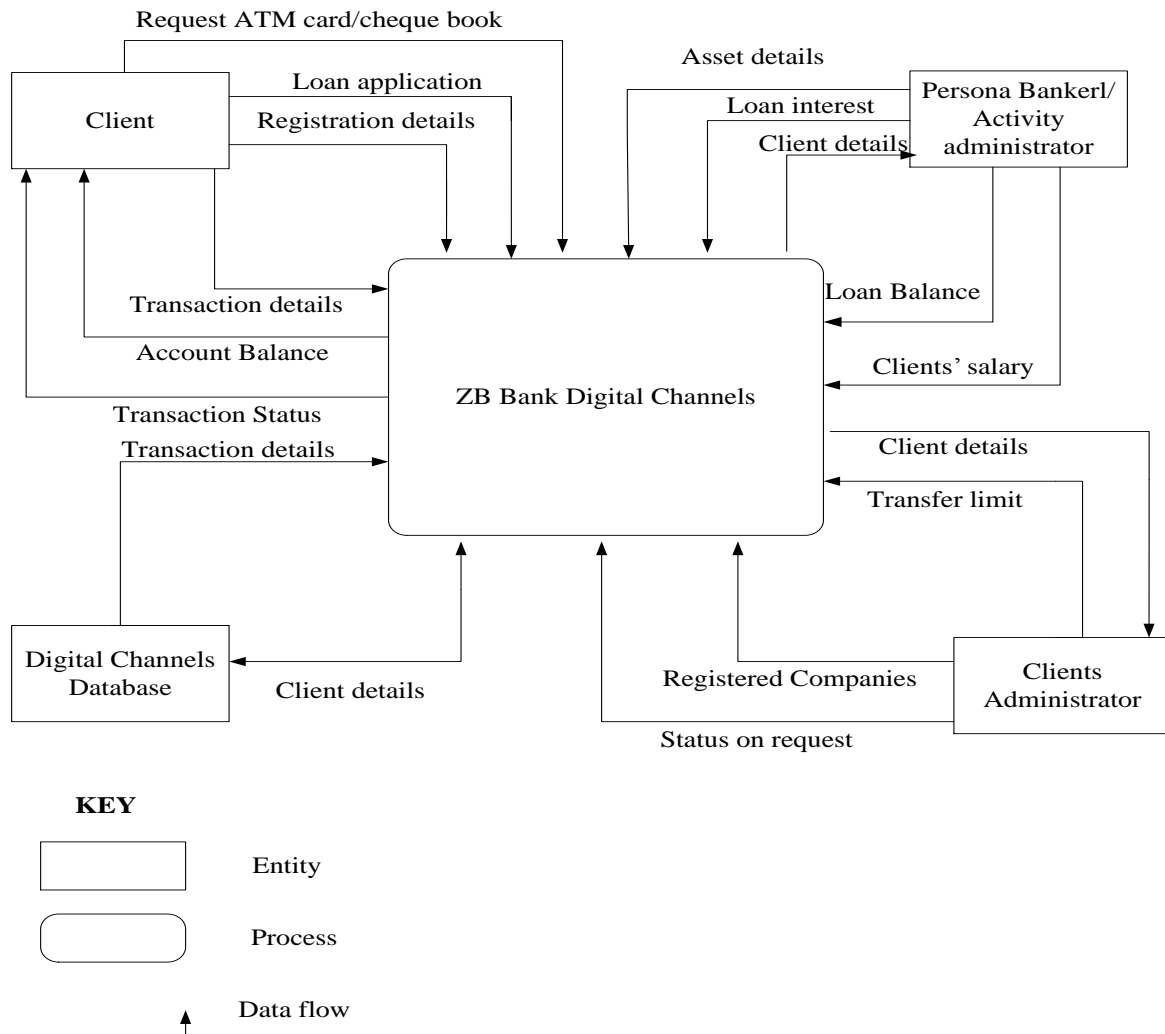 Request ATM card/cheque book
Client
Loan application
Registration details
Asset details
Loan interest
Client details
Persona Bankerl/
Activity
administrator
Transaction details
Account Balance
Transaction Status
Transaction details
ZB Bank Digital Channels
Loan Balance
Clients’ salary
Client details
Transfer limit
Digital Channels
Database
Client details
Registered Companies
Status on request
Clients
Administrator
KEY
Entity
Process
Data flow